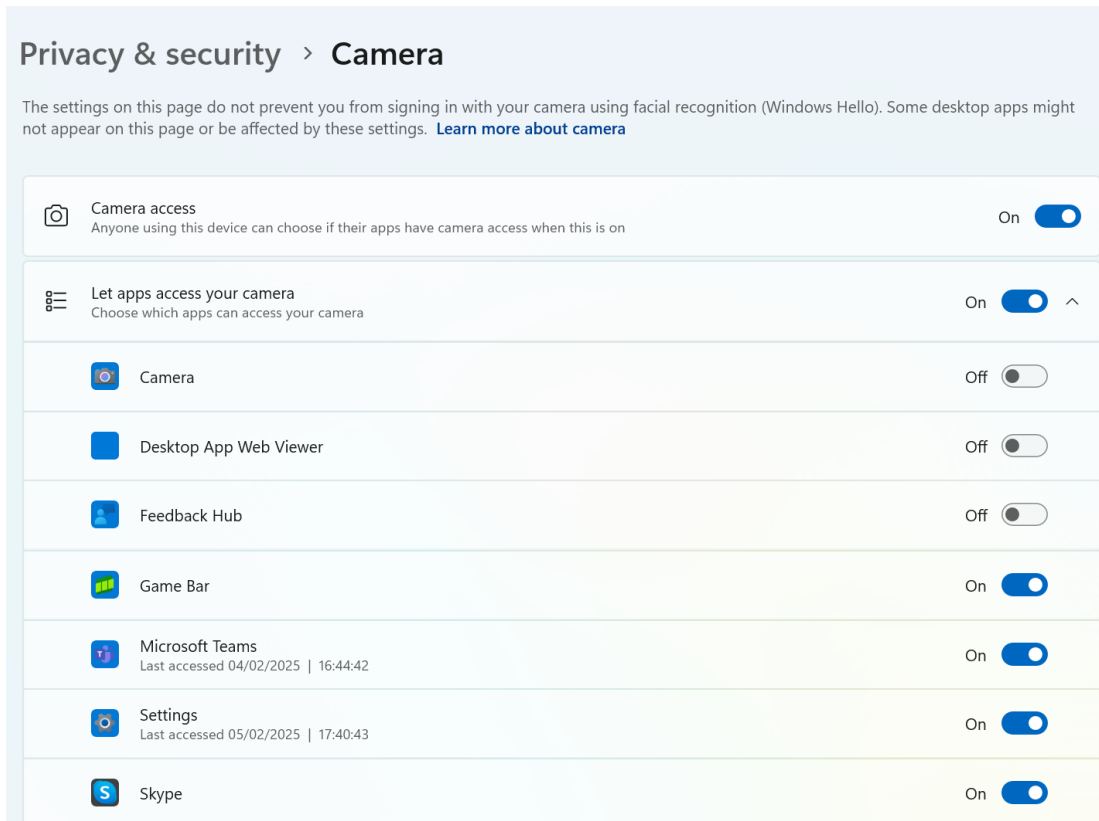 Privacy & security > Camera
The settings on this page do not prevent you from signing in with your camera using facial recognition (Windows Hello). Some desktop apps might
not appear on this page or be affected by these settings. Learn more about camera
Camera access
Anyone using this device can choose if their apps have camera access when this is on
On
Let apps access your camera
Choose which apps can access your camera
On
Camera
Off
Desktop App Web Viewer
Off
Feedback Hub
Off
Game Bar
On
Microsoft Teams
Last accessed 04/02/2025 | 16:44:42
On
Settings
Last accessed 05/02/2025 | 17:40:43
On
Skype
On